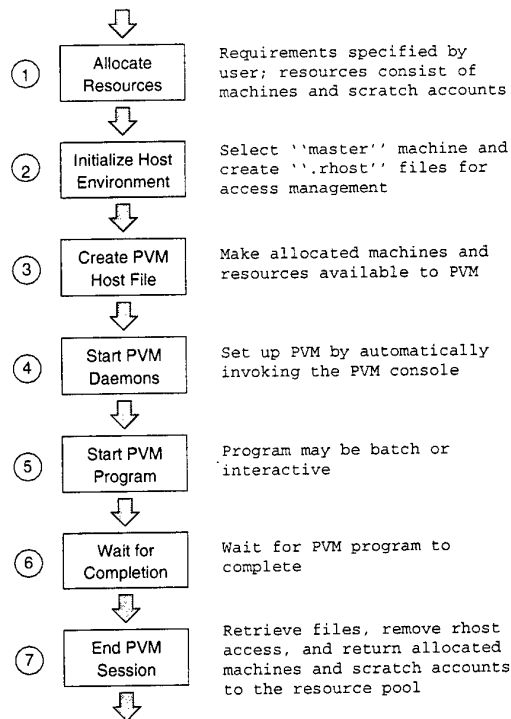 1
Allocate
Resources
Requirements specified by
user; resources consist of
machines and scratch accounts
2
Initialize Host
Environment
Select ``master'' machine and
create ``.rhost'' files for
access management
3
Create PVM
Host File
Make allocated machines and
resources available to PVM
4
Start PVM
Daemons
Set up PVM by automatically
invoking the PVM console
5
Start PVM
Program
Program may be batch or
interactive
6
Wait for
Completion
Wait for PVM program to
complete
7
End PVM
Session
Retrieve files, remove rhost
access, and return allocated
machines and scratch accounts
to the resource pool